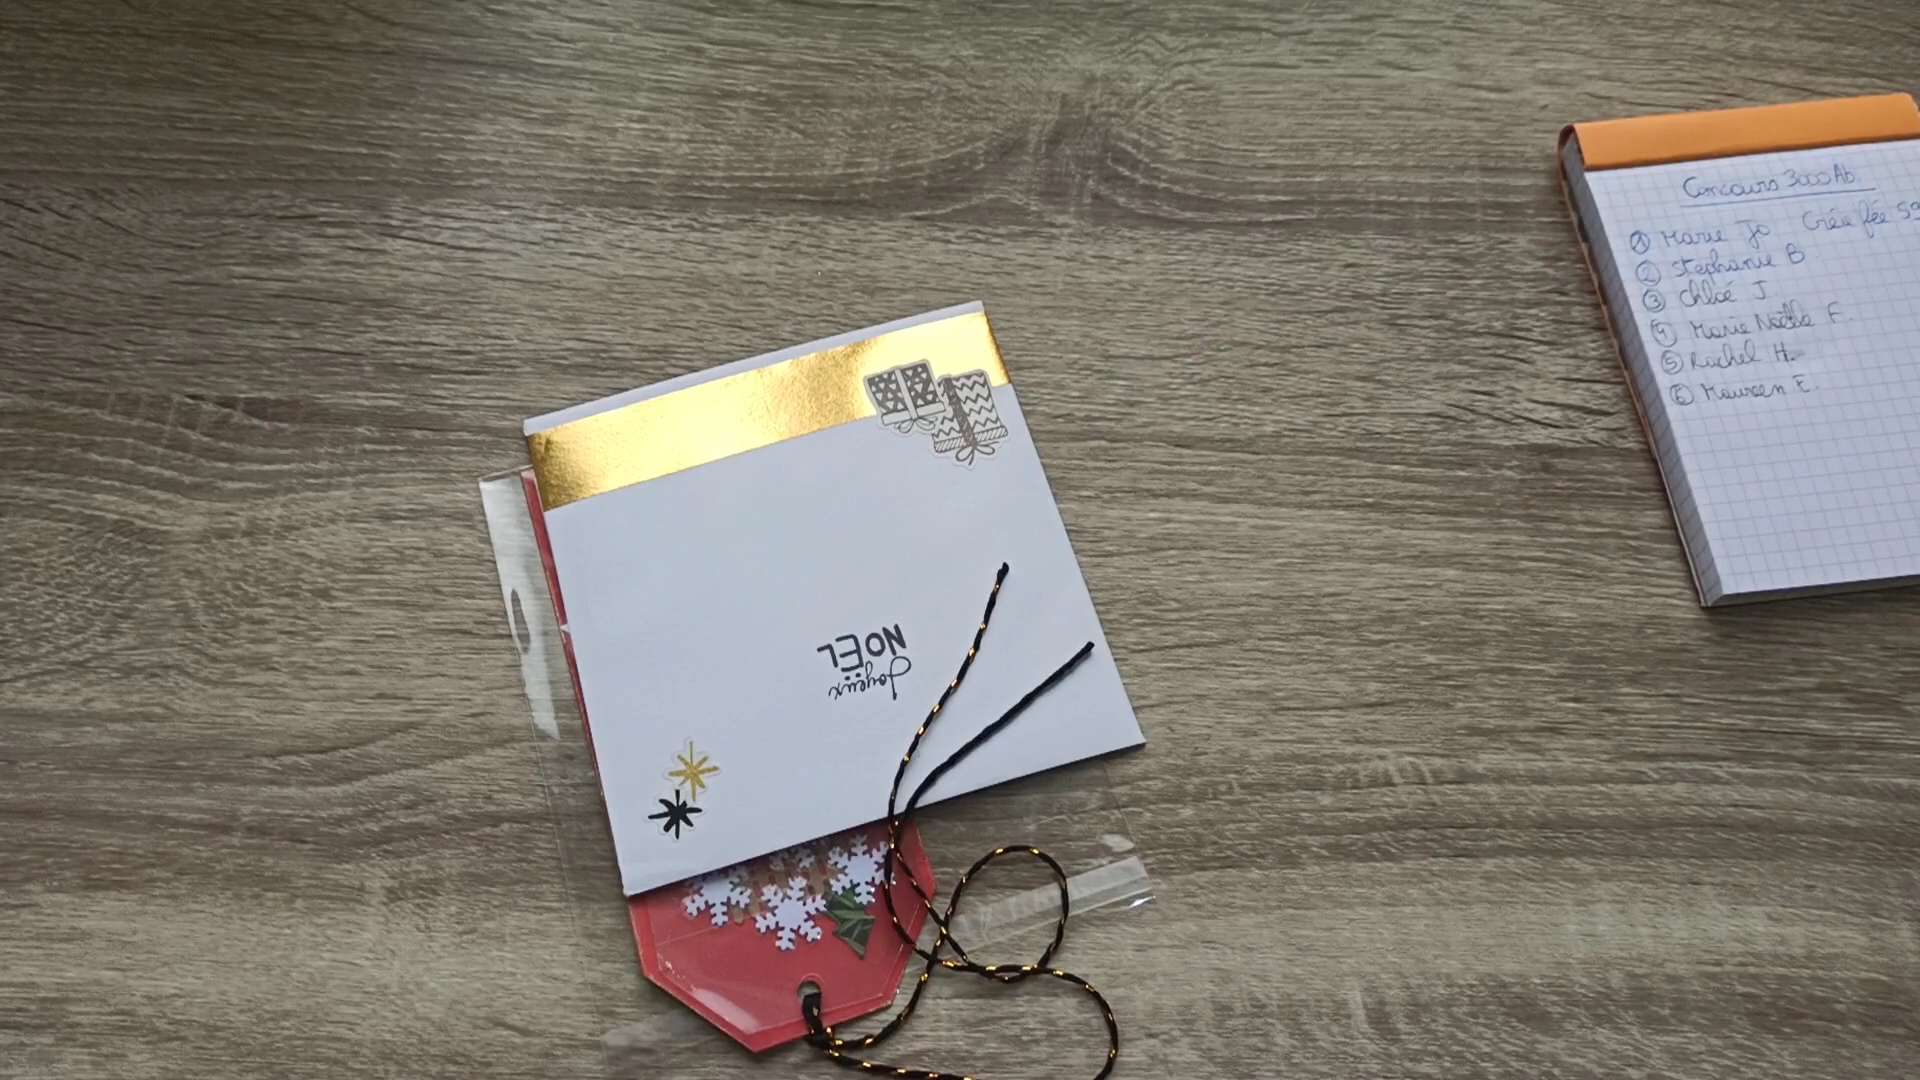 Joyeux
NOËL
Concours 3000 Ab
① Marie Jo Créa fée 59
② Stephanie B
③ Chloé J
④ Marie Noëlle F.
⑤ Rachel H.
⑥ Maureen E.